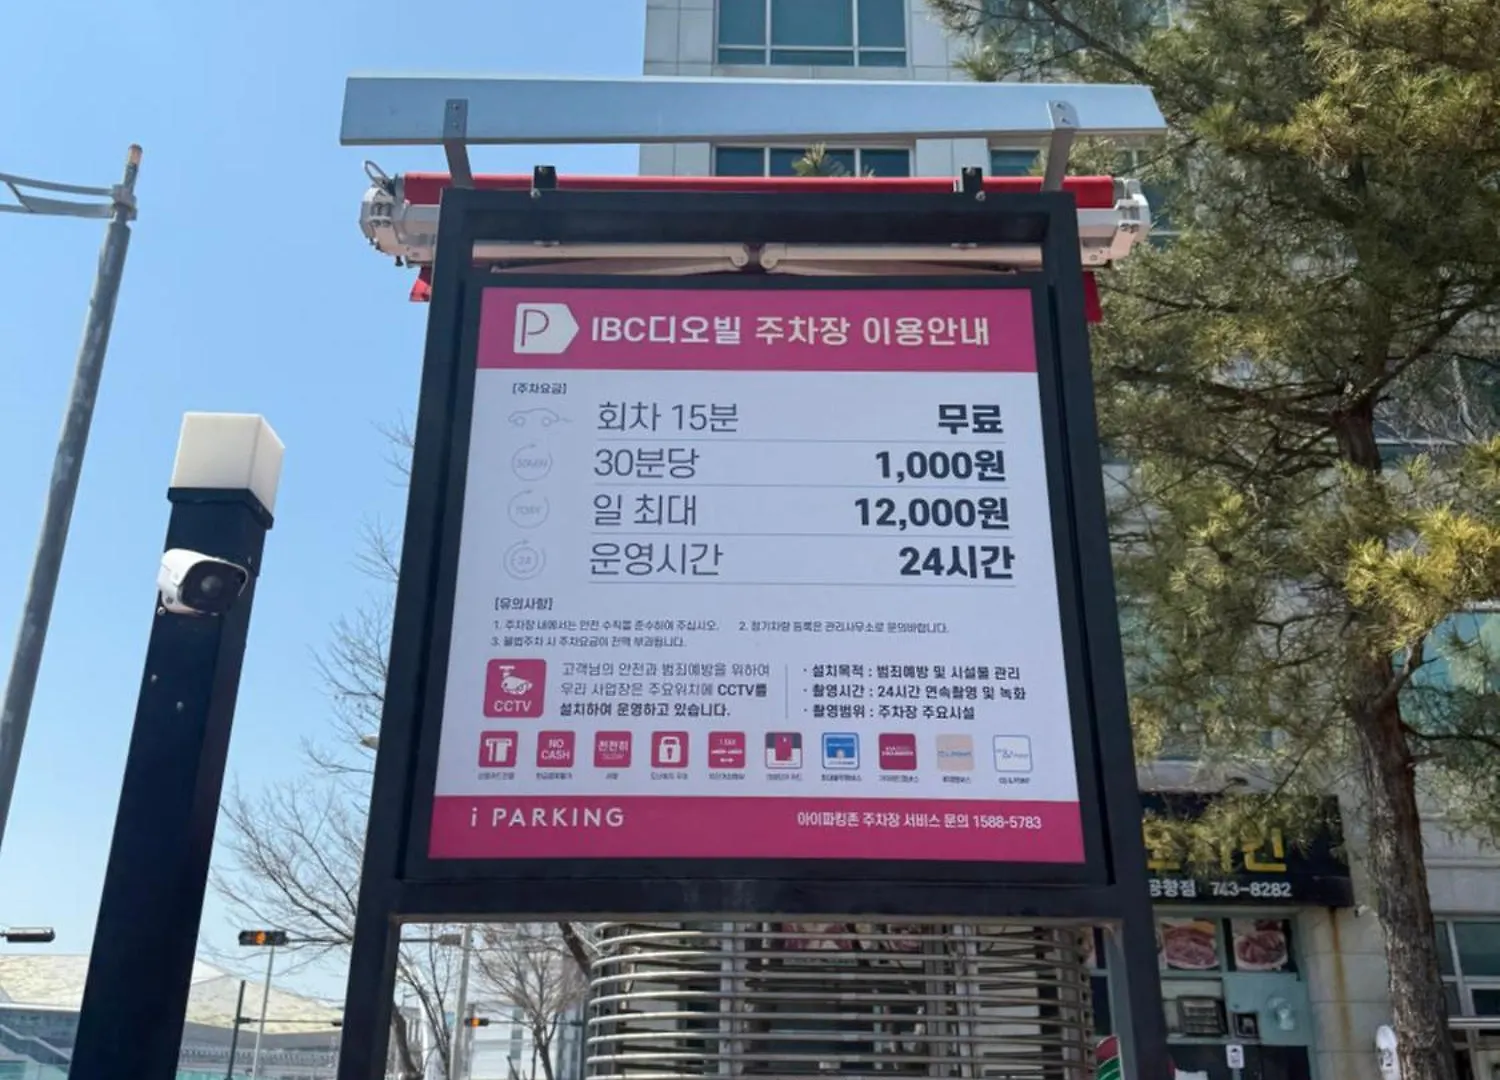 P IBC디오빌 주차장 이용안내
[주차요금]
회차 15분 무료
30분당 1,000원
일 최대 12,000원
운영시간 24시간
24
[유의사항]
1. 주차장 내에서는 안전 수칙을 준수하여 주십시오. 2. 정기차량 등록은 관리사무소로 문의바랍니다.
3. 불법주차 시 주차요금이 전액 부과됩니다.
고객님의 안전과 범죄예방을 위하여
우리 사업장은 주요위치에 CCTV를
설치하여 운영하고 있습니다.
CCTV
· 설치목적 : 범죄예방 및 시설물 관리
· 촬영시간 : 24시간 연속촬영 및 녹화
· 촬영범위 : 주차장 주요시설
NO
CASH
천천히
SLOW
i PARKING
아이파킹존 주차장 서비스 문의 1588-5783
공항점 743-8282